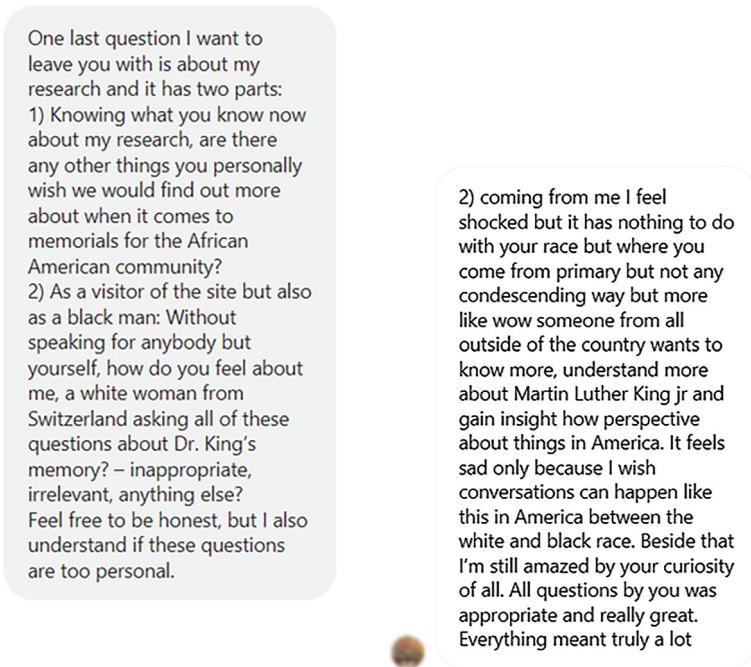 One last question I want to
leave you with is about my
research and it has two parts:
1) Knowing what you know now
about my research, are there
any other things you personally
wish we would find out more
about when it comes to
memorials for the African
American community?
2) As a visitor of the site but also
as a black man: Without
speaking for anybody but
yourself, how do you feel about
me, a white woman from
Switzerland asking all of these
questions about Dr. King's
memory? – inappropriate,
irrelevant, anything else?
Feel free to be honest, but I also
understand if these questions
are too personal.
2) coming from me I feel
shocked but it has nothing to do
with your race but where you
come from primary but not any
condescending way but more
like wow someone from all
outside of the country wants to
know more, understand more
about Martin Luther King jr and
gain insight how perspective
about things in America. It feels
sad only because I wish
conversations can happen like
this in America between the
white and black race. Beside that
I'm still amazed by your curiosity
of all. All questions by you was
appropriate and really great.
Everything meant truly a lot